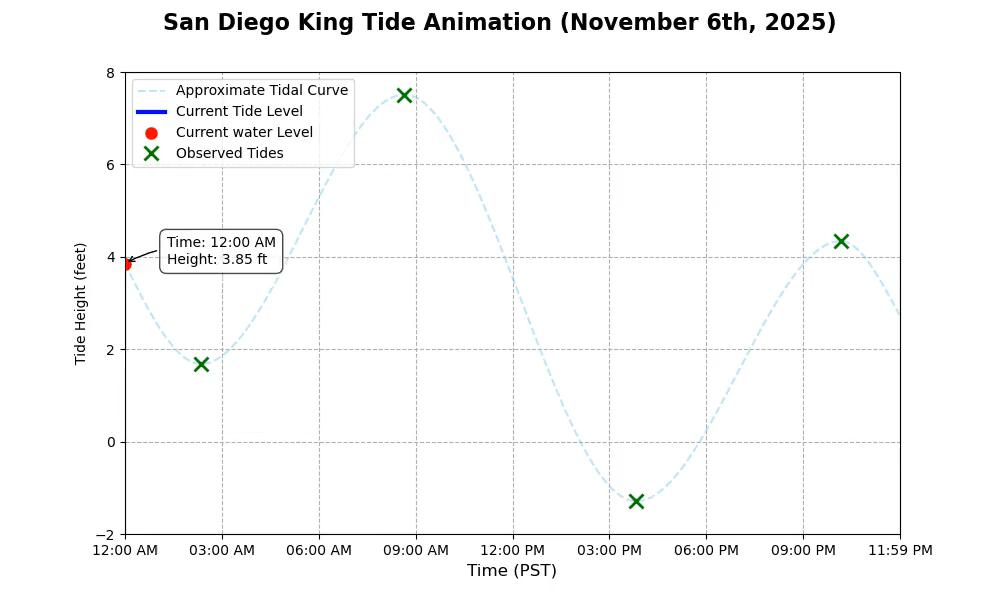 San Diego King Tide Animation (November 6th, 2025)
Approximate Tidal Curve
Current Tide Level
Current water Level
Observed Tides
Time: 12:00 AM
Height: 3.85 ft
Tide Height (feet)
8
6
4
2
0
−2
12:00 AM 03:00 AM 06:00 AM 09:00 AM 12:00 PM 03:00 PM 06:00 PM 09:00 PM 11:59 PM
Time (PST)